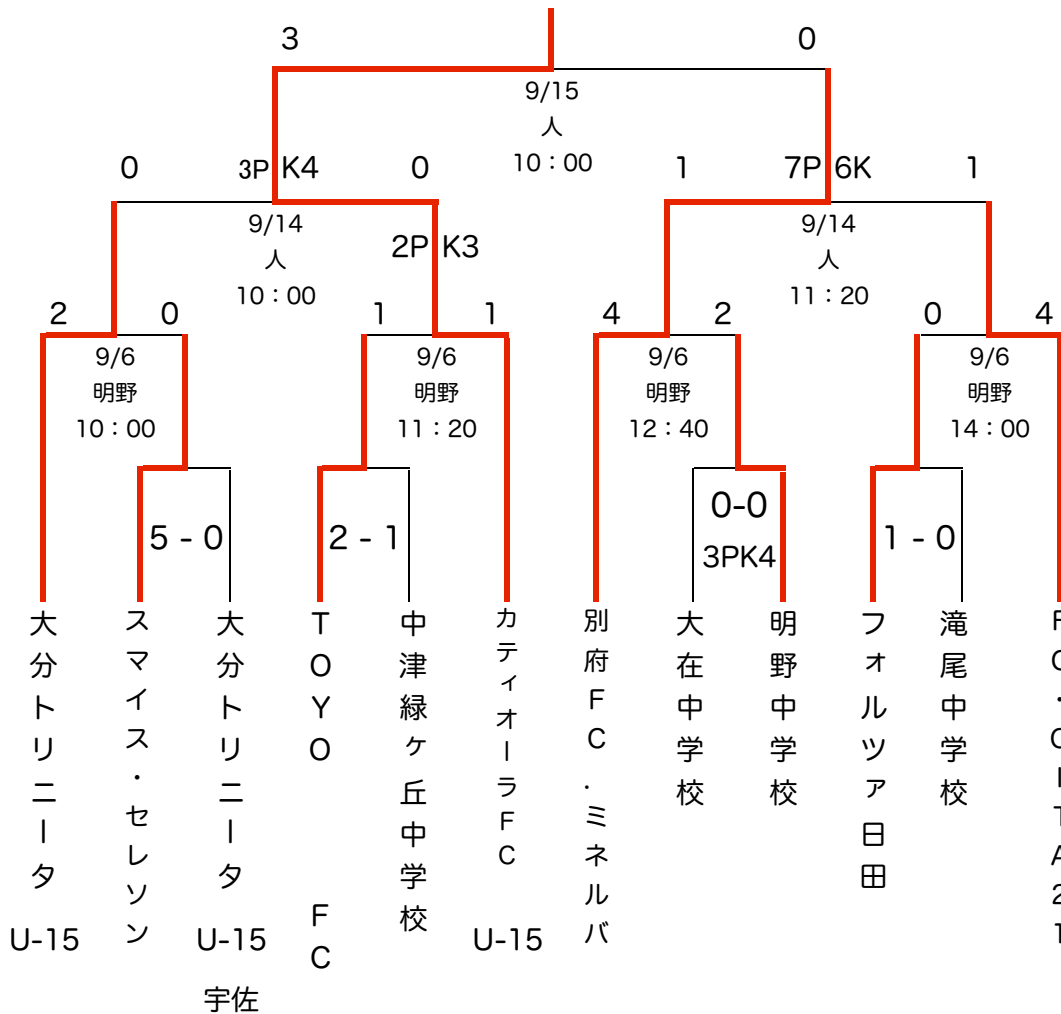 3
0
9/15
人
10：00
0
3P K4
0
1
7P 6K
1
9/14
人
10：00
2P K3
9/14
人
11：20
2
0
1
1
4
2
0
4
9/6
明野
10：00
9/6
明野
11：20
9/6
明野
12：40
9/6
明野
14：00
5 - 0
2 - 1
0-0
3PK4
1 - 0
大分トリニータ
U-15
スマイス・セレソン
大分トリニータ
U-15
宇佐
TOYO FC
中津緑ヶ丘中学校
カティオーラFC
U-15
別府FC.ミネルバ
大在中学校
明野中学校
フォルツァ日田
滝尾中学校
FC・OITA21